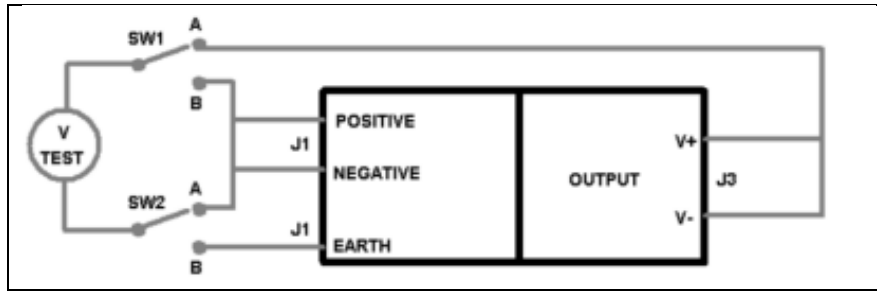 A
SW1
B
V
TEST
POSITIVE
J1
NEGATIVE
V+
OUTPUT
J3
A
SW2
V-
J1
EARTH
B